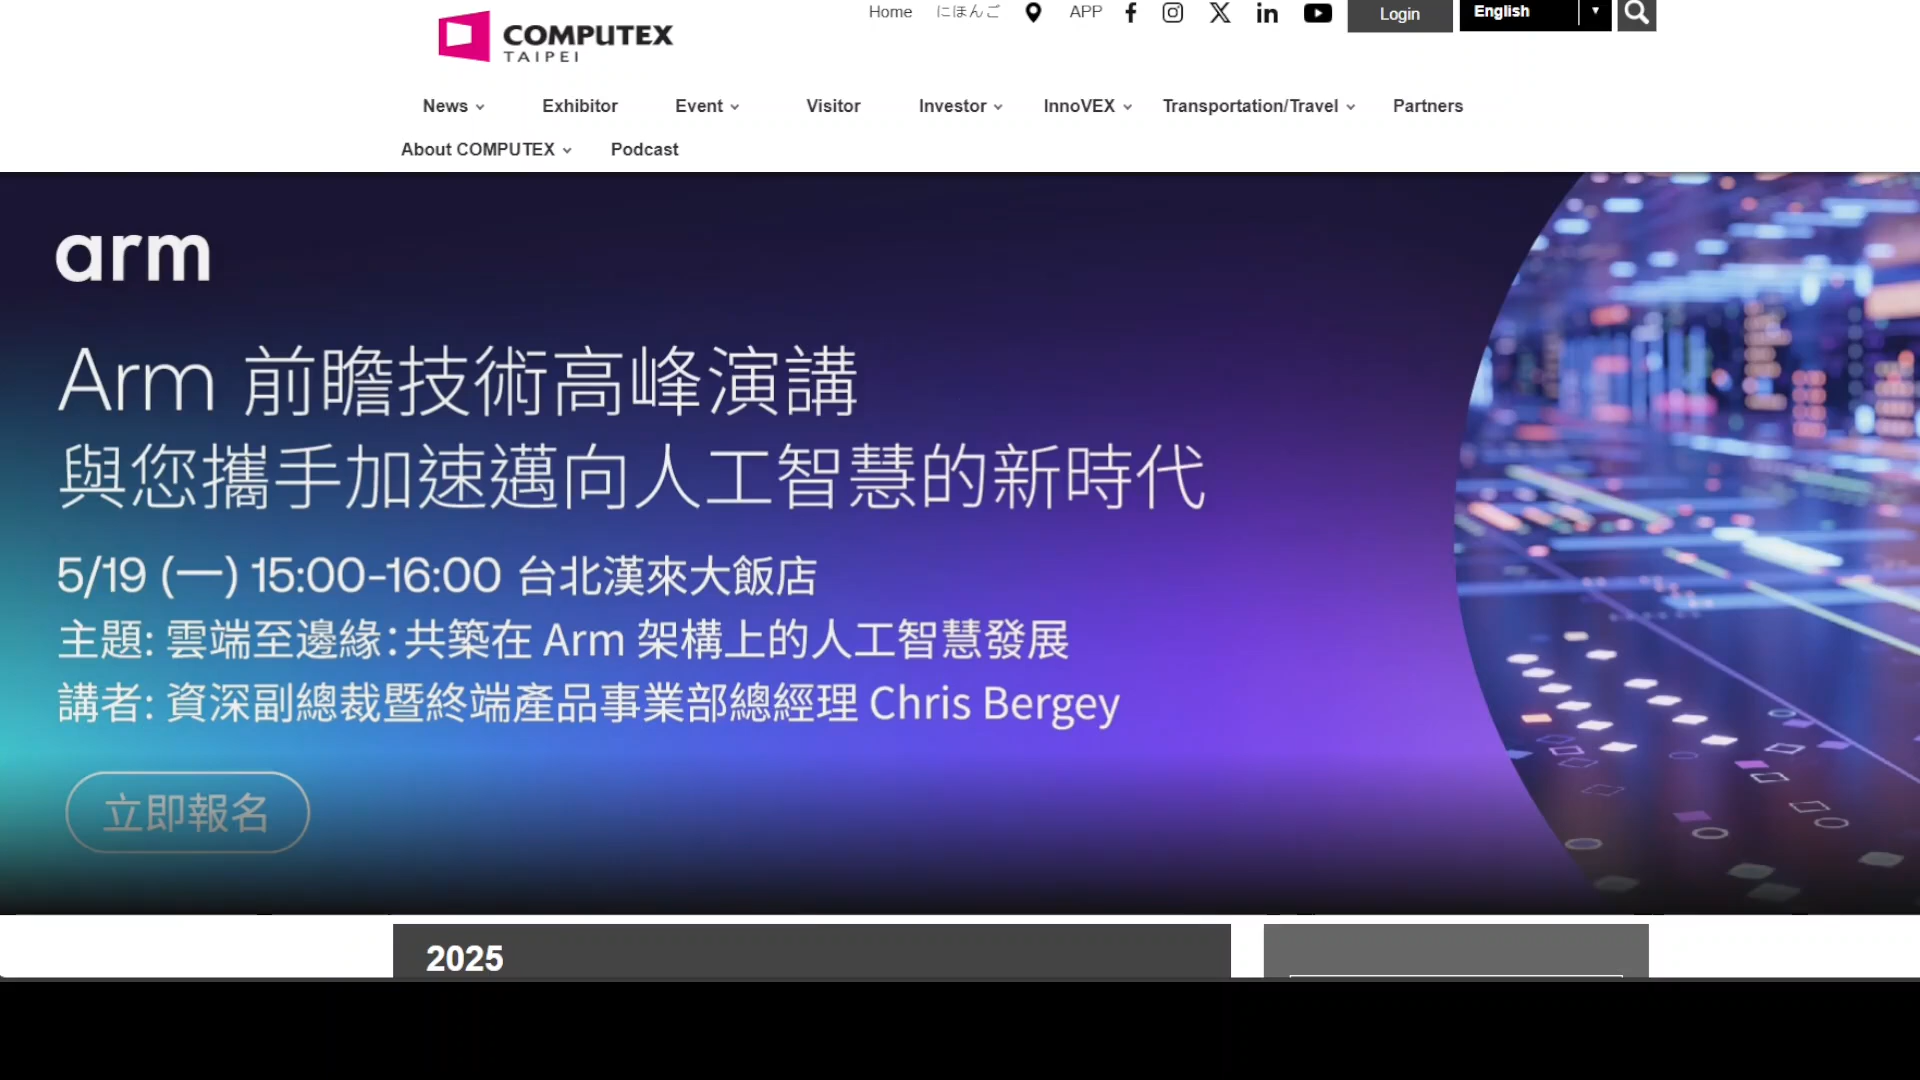 COMPUTEX
TAIPEI
Home にほんご APP Login English
News Exhibitor Event Visitor Investor InnoVEX Transportation/Travel Partners
About COMPUTEX Podcast
arm
Arm 前瞻技術高峰演講
與您攜手加速邁向人工智慧的新時代
5/19 (一) 15:00-16:00 台北漢來大飯店
主題: 雲端至邊緣:共築在 Arm 架構上的人工智慧發展
講者: 資深副總裁暨終端產品事業部總經理 Chris Bergey
立即報名
2025